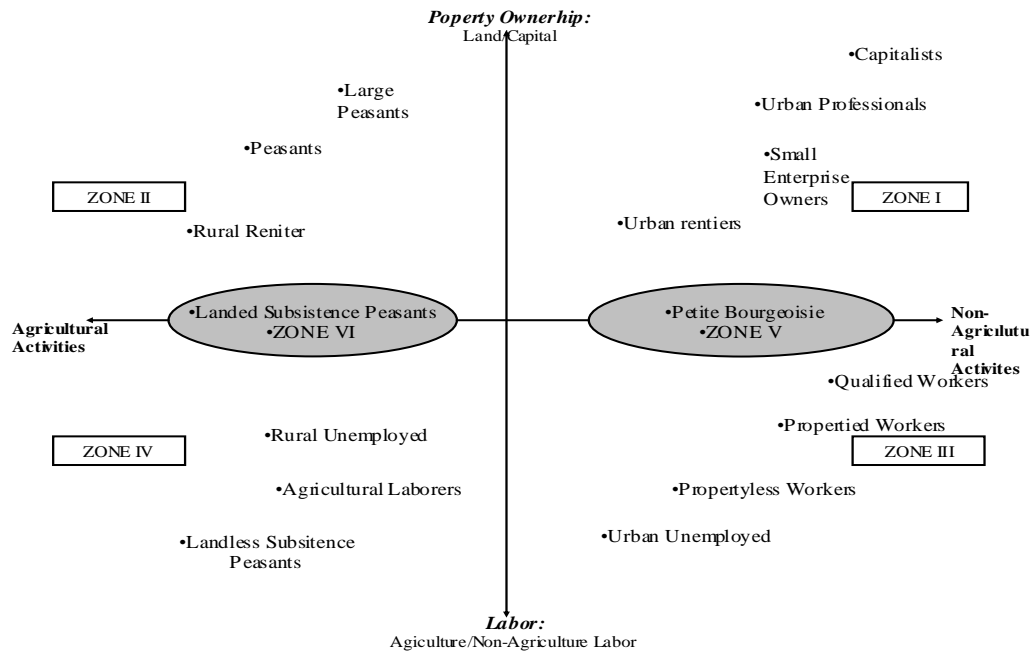 Poperty Ownerhip:
Land/Capital
•Capitalists
•Large
Peasants
•Urban Professionals
•Peasants
•Small
Enterprise
Owners
ZONE II
ZONE I
•Urban rentiers
•Rural Reniter
•Landed Subsistence Peasants
•ZONE VI
•Petite Bourgeoisie
•ZONE V
Agricultural
Activities
Non-
Agricilutu
ral
Activites
•Qualified Workers
•Propertied Workers
•Rural Unemployed
ZONE IV
ZONE III
•Agricultural Laborers
•Propertyless Workers
•Landless Subsitence
Peasants
•Urban Unemployed
Labor:
Agiculture/Non-Agriculture Labor